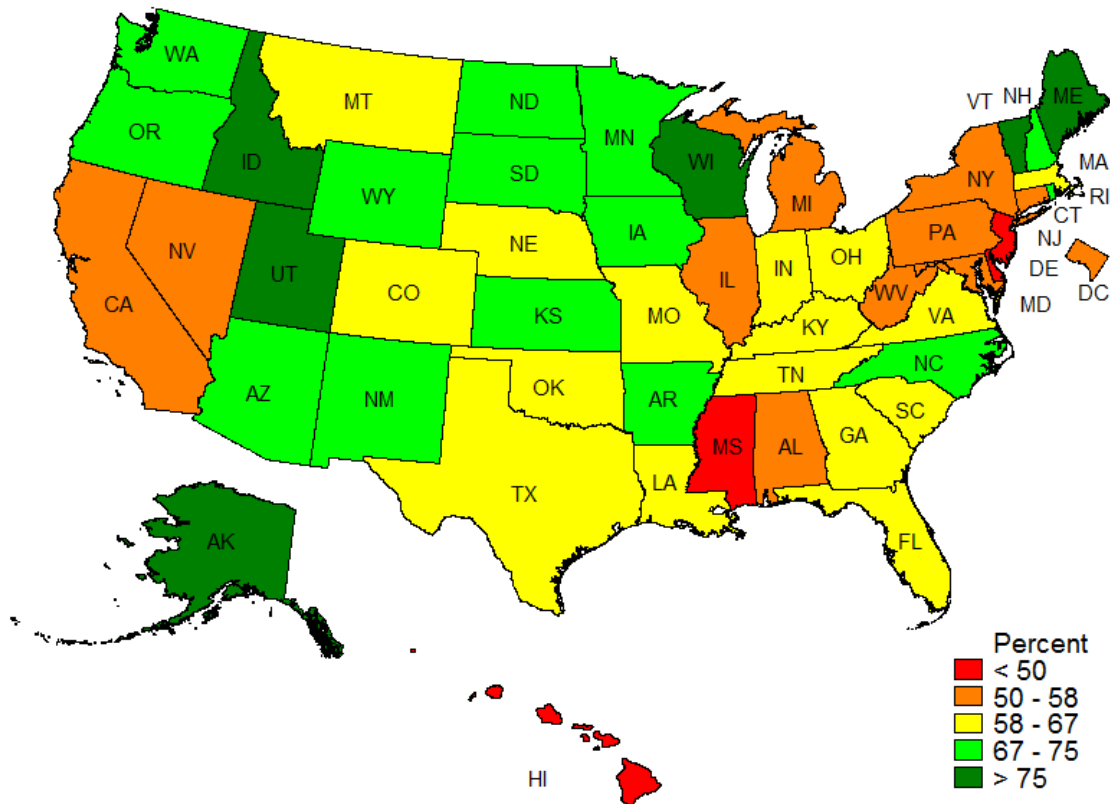 WA
MT
ND
MN
VT
NH
ME
OR
ID
WY
SD
WI
MI
NY
MA
RI
CT
NV
UT
CO
NE
IA
IL
IN
OH
PA
NJ
DE
DC
MD
CA
KS
MO
KY
WV
VA
AZ
NM
OK
AR
TN
NC
SC
TX
LA
MS
AL
GA
FL
AK
HI
Percent
< 50
50 - 58
58 - 67
67 - 75
> 75